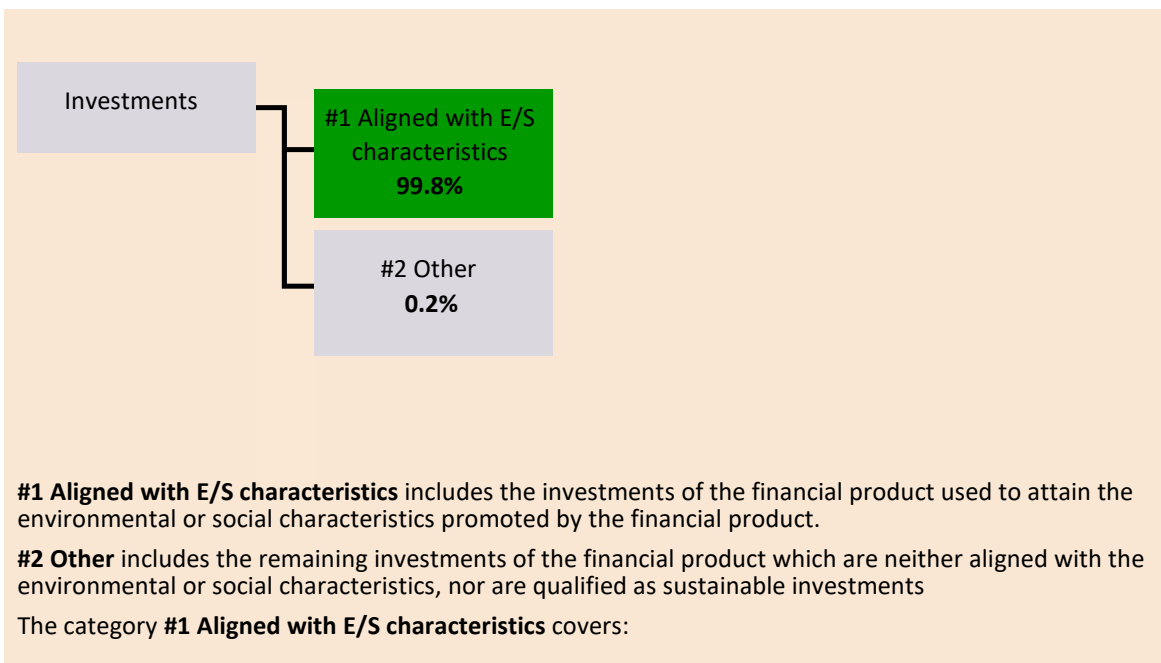 Investments
#1 Aligned with E/S
characteristics
99.8%
#2 Other
0.2%
#1 Aligned with E/S characteristics includes the investments of the financial product used to attain the
environmental or social characteristics promoted by the financial product.
#2 Other includes the remaining investments of the financial product which are neither aligned with the
environmental or social characteristics, nor are qualified as sustainable investments
The category #1 Aligned with E/S characteristics covers: